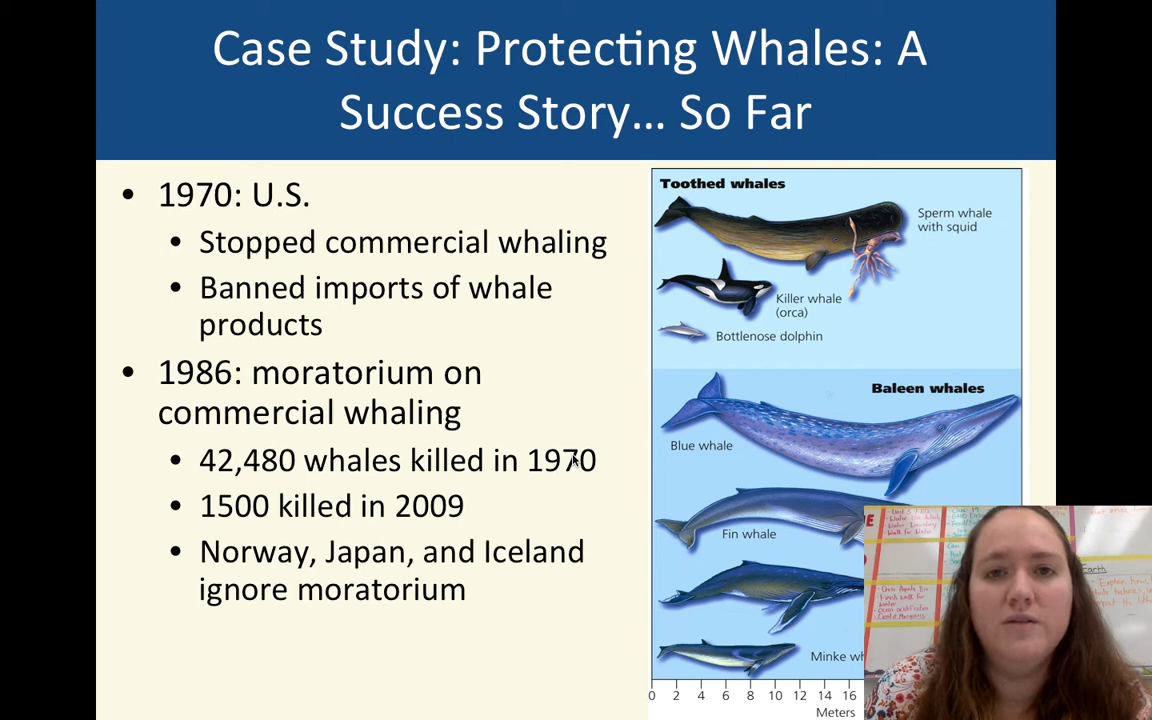 Case Study: Protecting Whales: A
Success Story… So Far
• 1970: U.S.
• Stopped commercial whaling
• Banned imports of whale
products
• 1986: moratorium on
commercial whaling
• 42,480 whales killed in 1970
• 1500 killed in 2009
• Norway, Japan, and Iceland
ignore moratorium
Toothed whales
Sperm whale
with squid
Killer whale
(orca)
Bottlenose dolphin
Baleen whales
Blue whale
Fin whale
Minke wh
0 2 4 6 8 10 12 14 16
Meters
Earth